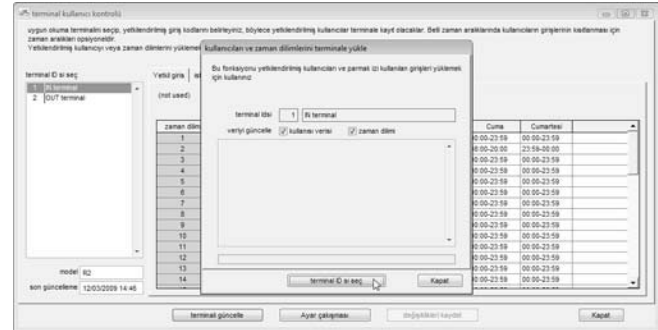 terminal kullanıcı kontrolü
uygun okuma terminalini seçip, yetkilendirilmiş giriş kodlarını belirleyiniz, böylece yetkilendirilmiş kullanıcılar terminale kayıt olacaklar. Belli zaman aralıklarında kullanıcıların girişlerinin kısıtlanması için
zaman aralıkları opsiyoneldir.
Yetkilendirilmiş kullanıcıyı veya zaman dilimlerini yüklemek
kullanıcıları ve zaman dilimlerini terminale yükle
Bu fonksiyonu yetkilendirilmiş kullanıcıları ve parmak izi kullanılan girişleri yüklemek
için kullanınız
terminal ID si seç
1 IN terminal
2 OUT terminal
Yetkili giriş
(not used)
terminal idsi 1 IN terminal
veriyi güncelle kullanıcı verisi zaman dilimi
zaman dilim Cuma Cumartesi
1 00:00-23:59 00:00-23:59
2 08:00-20:00 23:59-00:00
3 00:00-23:59 00:00-23:59
4 00:00-23:59 00:00-23:59
5 00:00-23:59 00:00-23:59
6 00:00-23:59 00:00-23:59
7 00:00-23:59 00:00-23:59
8 00:00-23:59 00:00-23:59
9 00:00-23:59 00:00-23:59
10 00:00-23:59 00:00-23:59
11 00:00-23:59 00:00-23:59
12 00:00-23:59 00:00-23:59
13 00:00-23:59 00:00-23:59
14 00:00-23:59 00:00-23:59
model R2
son güncelleme 12/03/2009 14:46
terminal ID si seç Kapat
terminali güncelle Ayar çalışması değişiklikleri kaydet Kapat